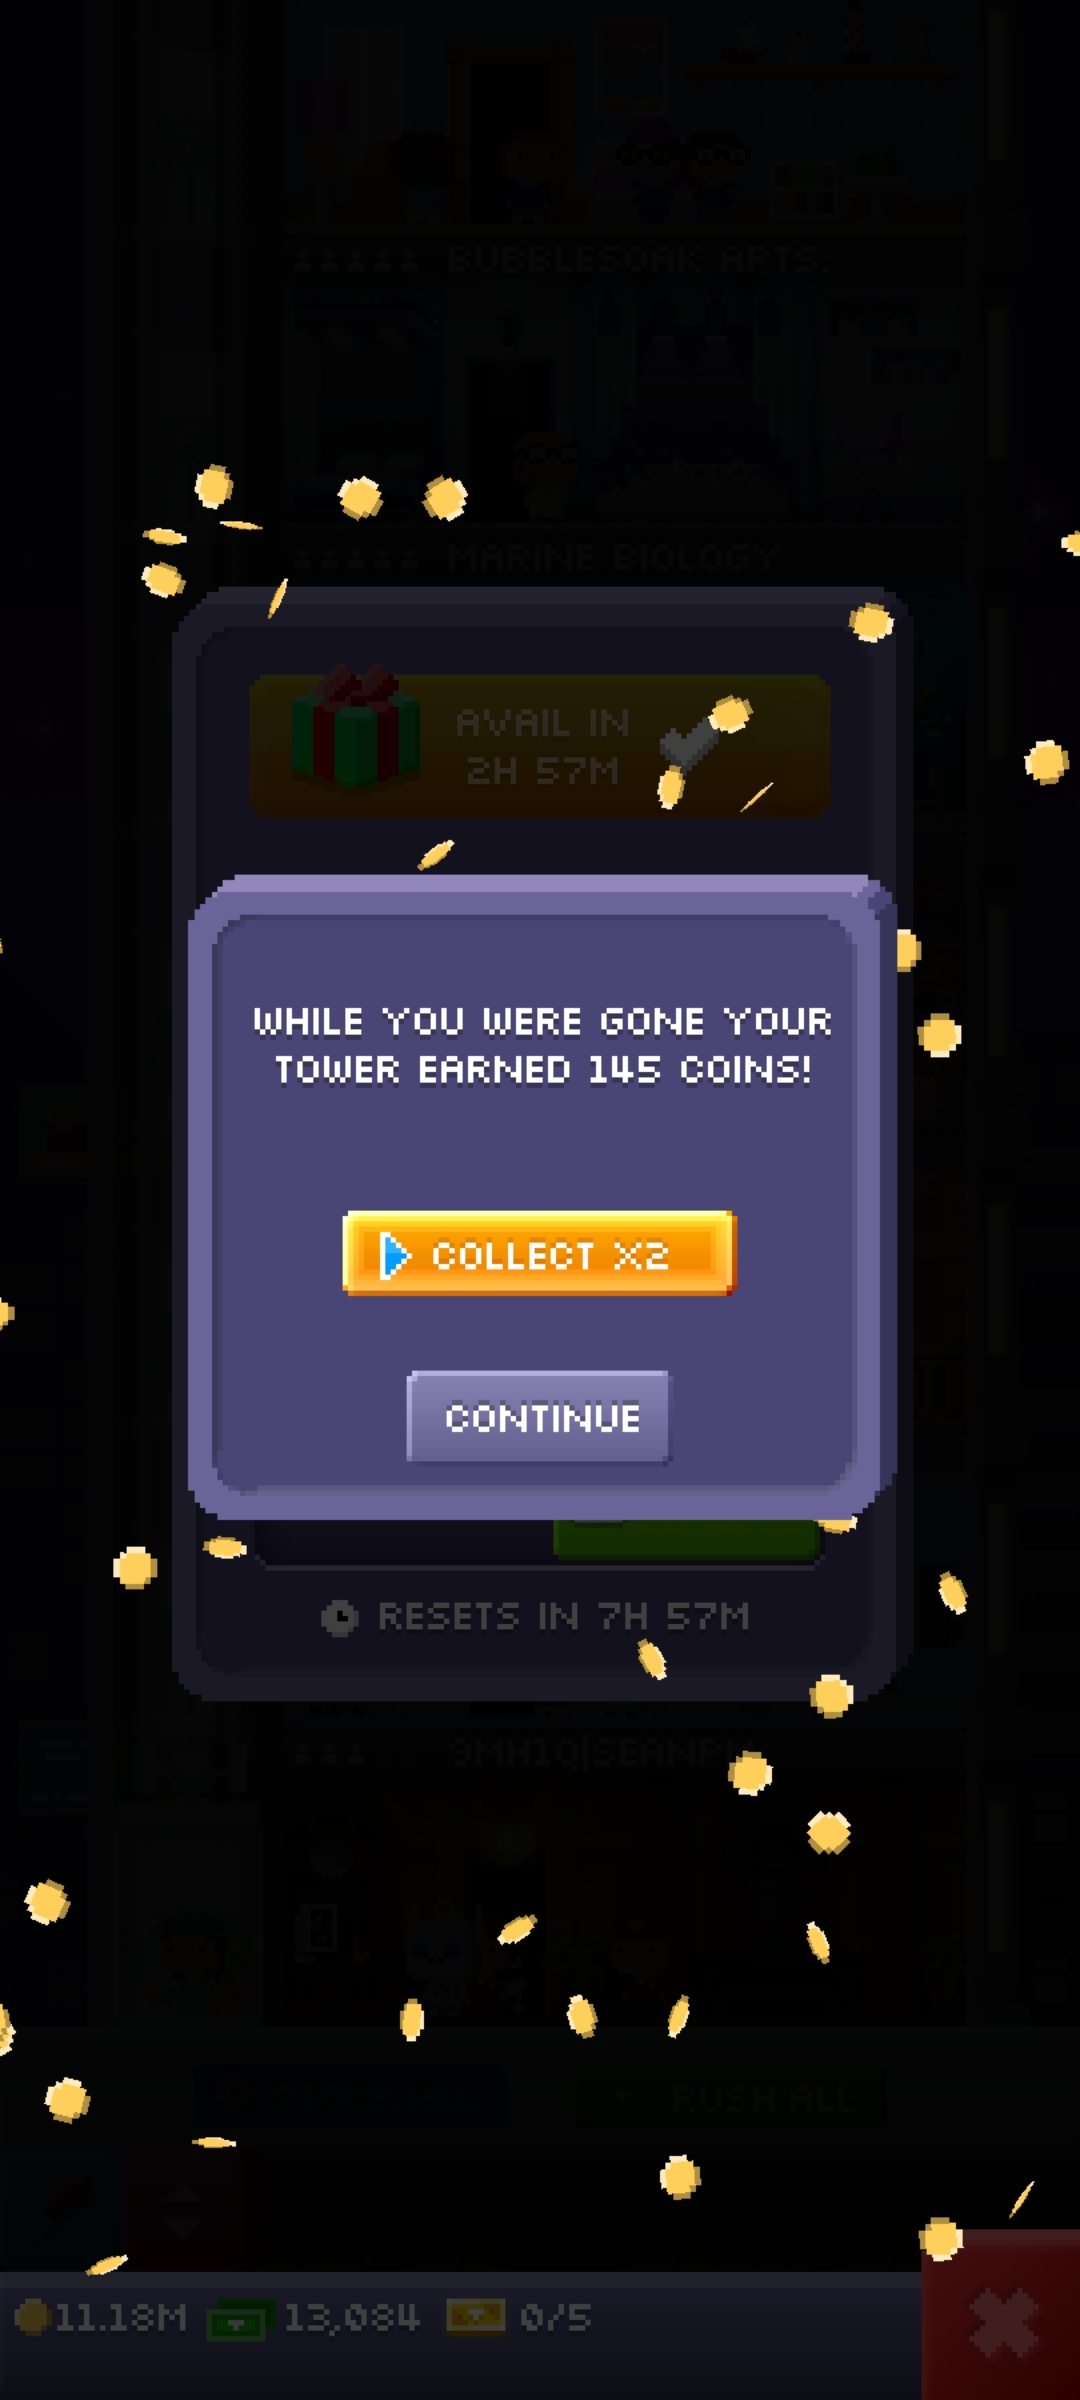 BUBBLESOAK APTS.
MARINE BIOLOGY
AVAIL IN
2H 57M
WHILE YOU WERE GONE YOUR
TOWER EARNED 145 COINS!
COLLECT X2
CONTINUE
RESETS IN 7H 57M
RUSH ALL
11.18M 13,084 0/5